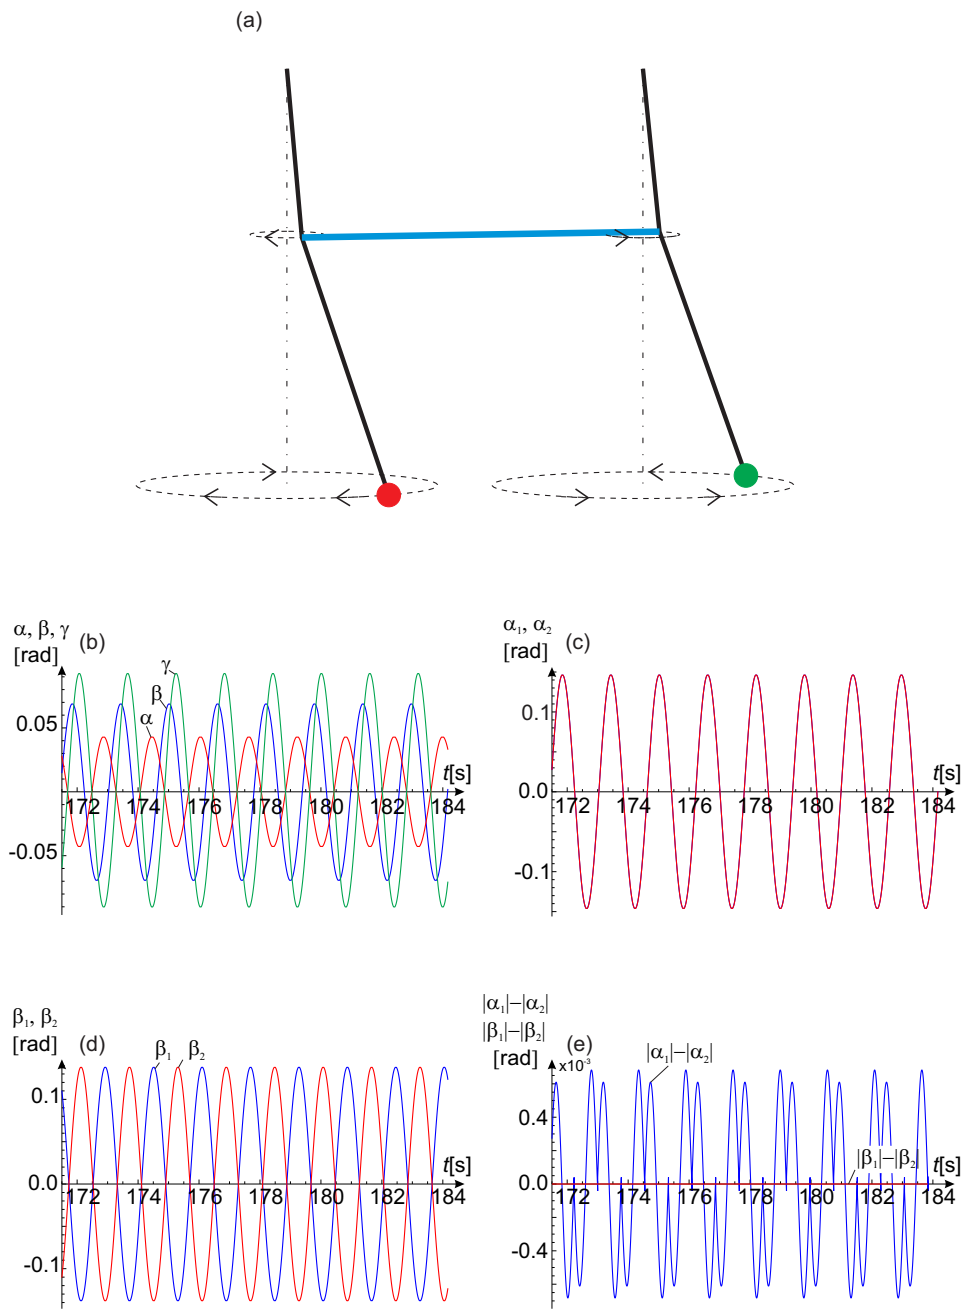 (a)
α, β, γ (b)
[rad]
γ
β
α
0.05
t[s]
172 174 176 178 180 182 184
-0.05
α₁, α₂ (c)
[rad]
0.1
t[s]
0.0
172 174 176 178 180 182 184
-0.1
β₁, β₂ (d)
[rad]
β₁ β₂
0.1
t[s]
0.0
172 174 176 178 180 182 184
-0.1
|α₁|–|α₂|
|β₁|–|β₂| (e)
[rad] x10⁻³
|α₁|–|α₂|
0.4
|β₁|–|β₂|
t[s]
0.0
172 174 176 178 180 182 184
-0.4